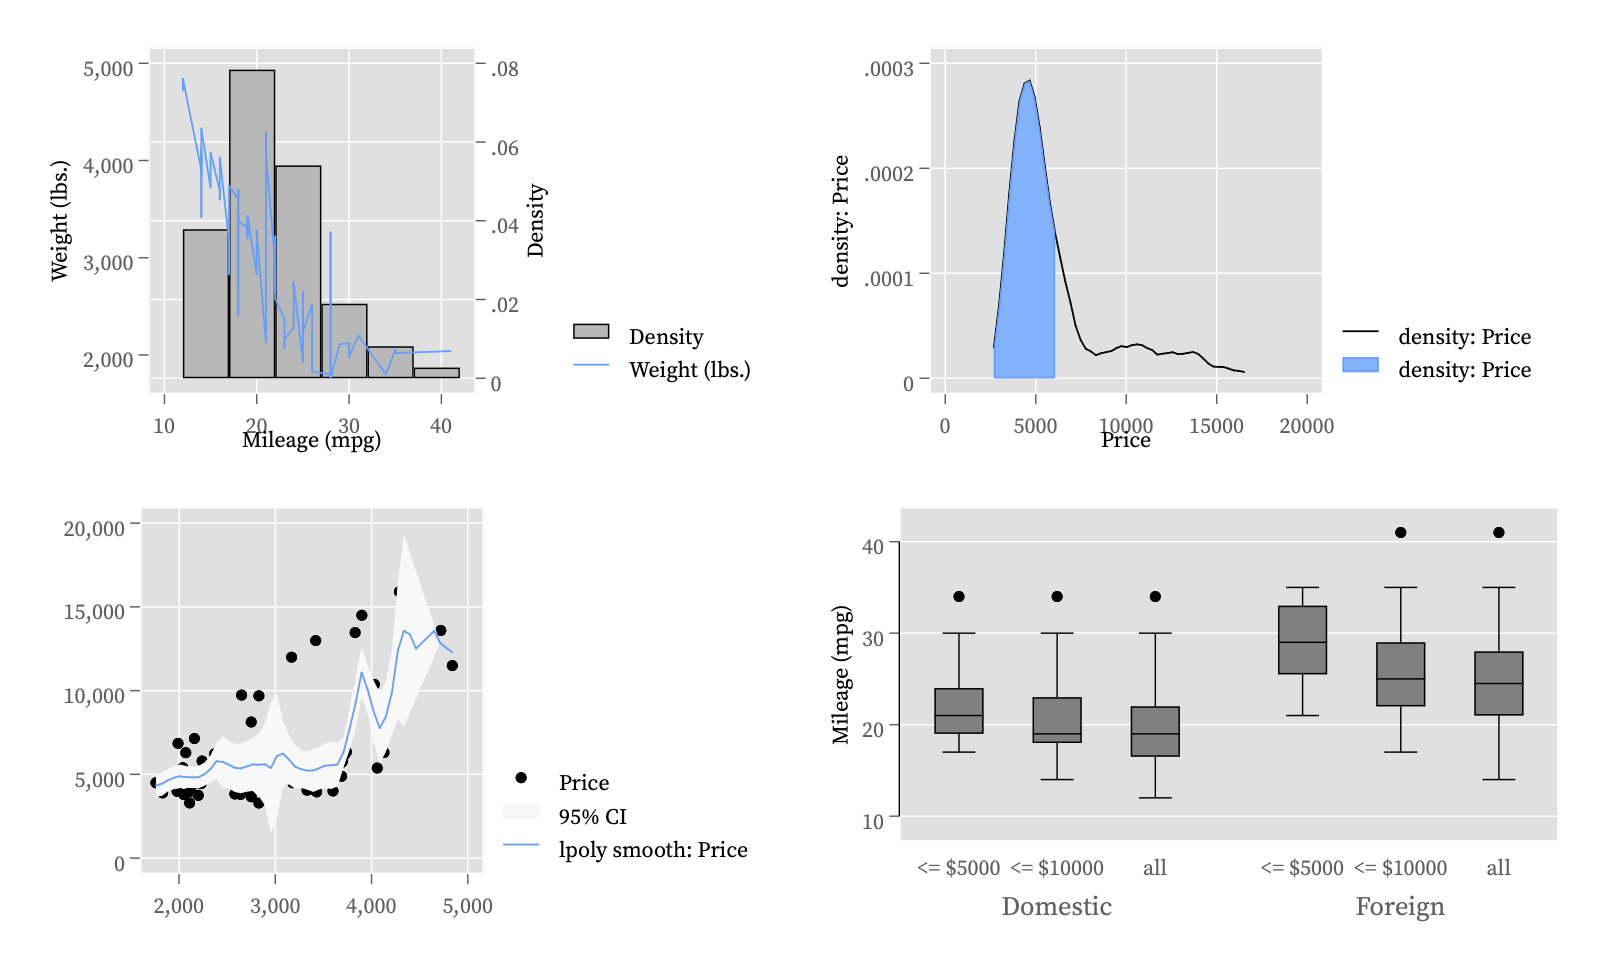 5,000
4,000
3,000
2,000
Weight (lbs.)
.08
.06
.04
.02
0
Density
10 20 30 40
Mileage (mpg)
Density
Weight (lbs.)
.0003
.0002
.0001
0
density: Price
0 5000 10000 15000 20000
Price
density: Price
density: Price
20,000
15,000
10,000
5,000
0
2,000 3,000 4,000 5,000
Price
95% CI
lpoly smooth: Price
40
30
20
10
Mileage (mpg)
<= $5000 <= $10000 all <= $5000 <= $10000 all
Domestic Foreign